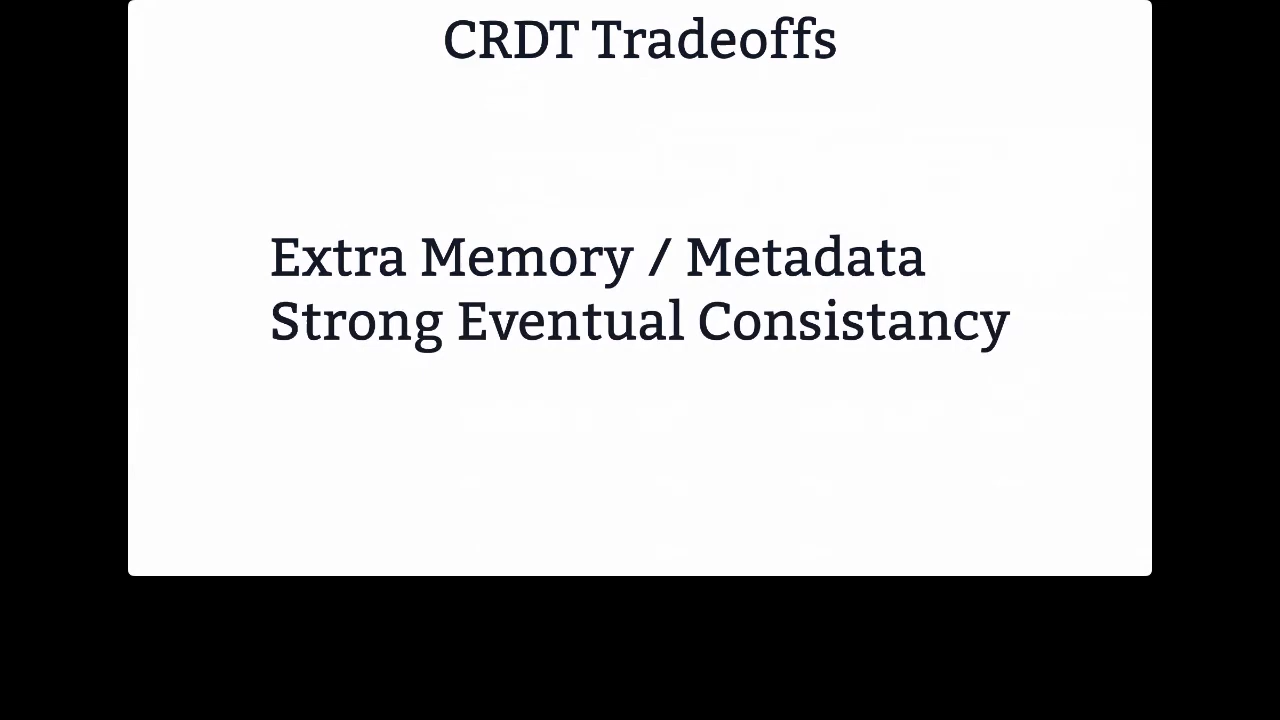 CRDT Tradeoffs
Extra Memory / Metadata
Strong Eventual Consistancy